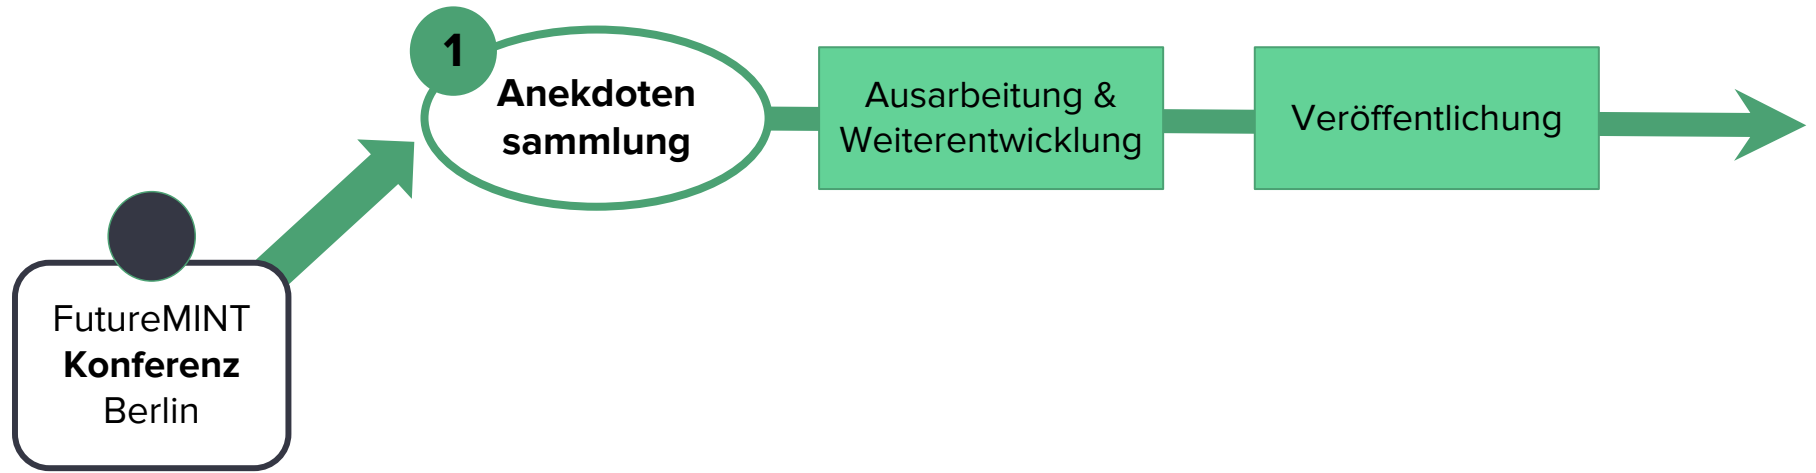 1
Anekdoten
sammlung
Ausarbeitung &
Weiterentwicklung
Veröffentlichung
FutureMINT
Konferenz
Berlin